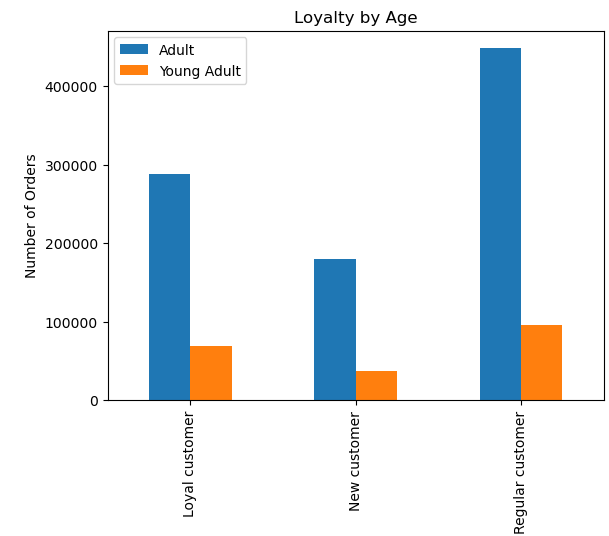 Loyalty by Age
Adult
Young Adult
Number of Orders
400000
300000
200000
100000
0
Loyal customer
New customer
Regular customer